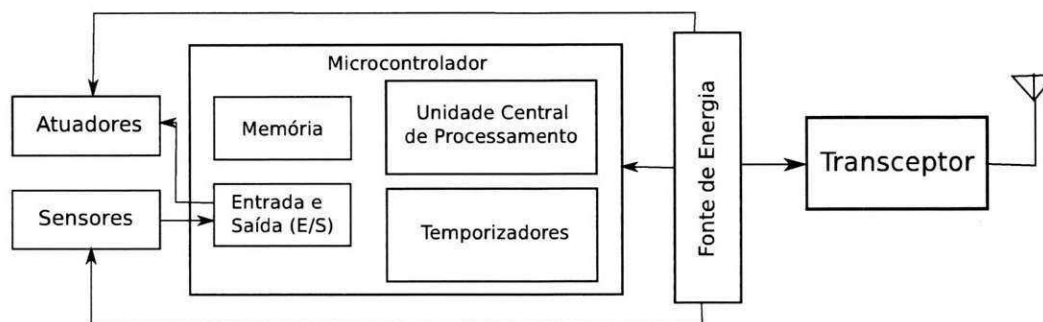 Microcontrolador
Atuadores
Memória
Unidade Central
de Processamento
Sensores
Entrada e
Saída (E/S)
Temporizadores
Fonte de Energia
Transceptor